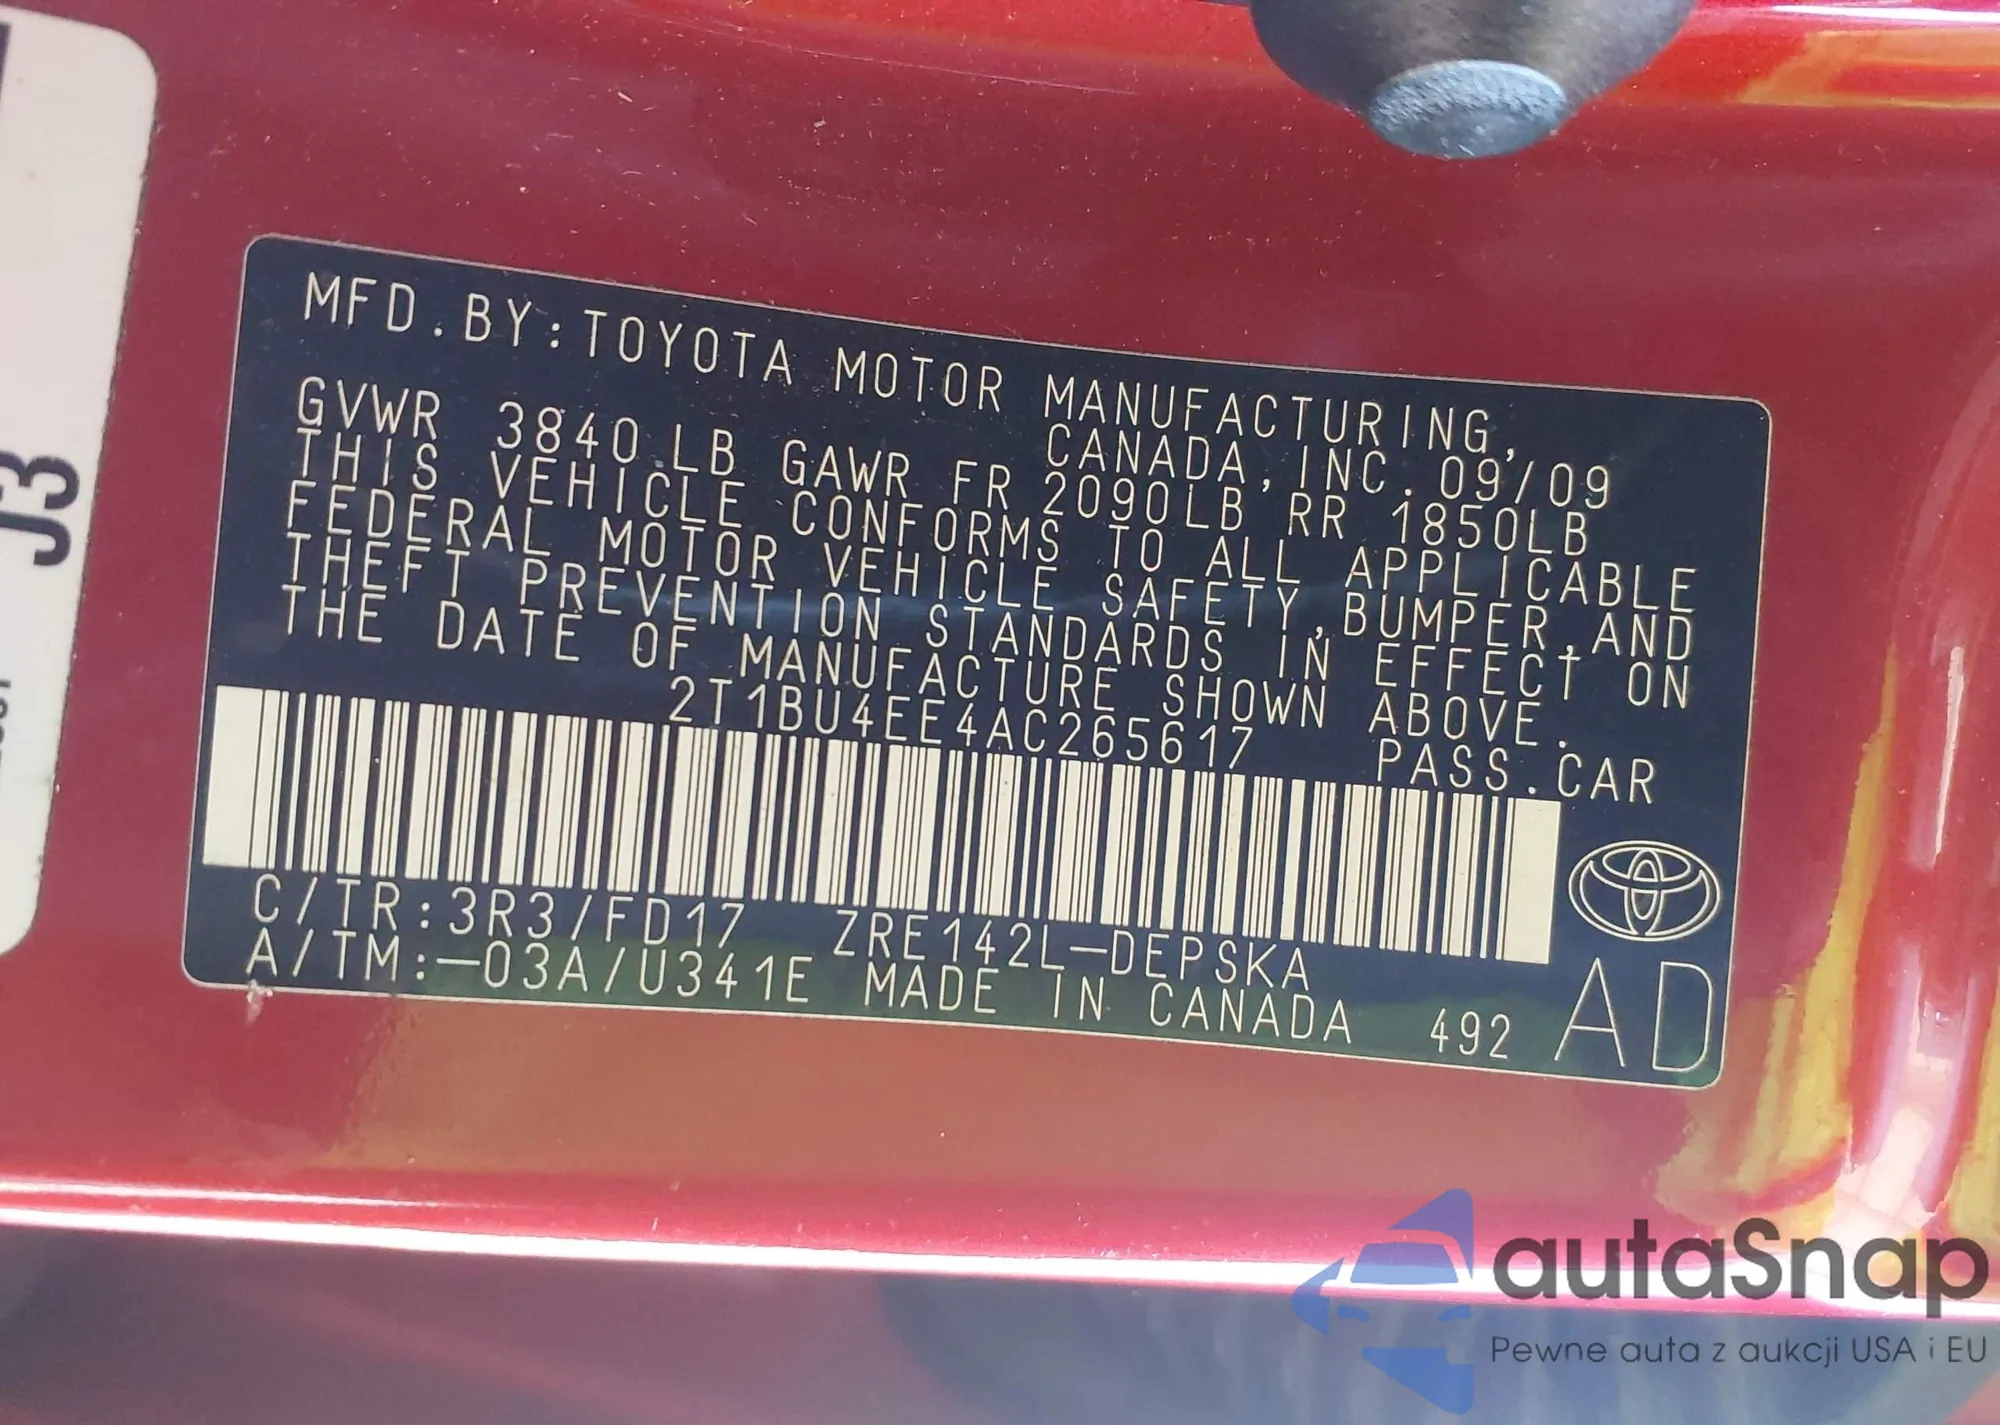 J3
MFD.BY:TOYOTA MOTOR MANUFACTURING,
CANADA,INC.09/09
GVWR 3840LB GAWR FR 2090LB RR 1850LB
THIS VEHICLE CONFORMS TO ALL APPLICABLE
FEDERAL MOTOR VEHICLE SAFETY,BUMPER,AND
THEFT PREVENTION STANDARDS IN EFFECT ON
THE DATE OF MANUFACTURE SHOWN ABOVE.
2T1BU4EE4AC265617 PASS.CAR
C/TR:3R3/FD17 ZRE142L-DEPSKA
A/TM:-03A/U341E MADE IN CANADA 492 AD
autaSnap
Pewne auta z aukcji USA i EU